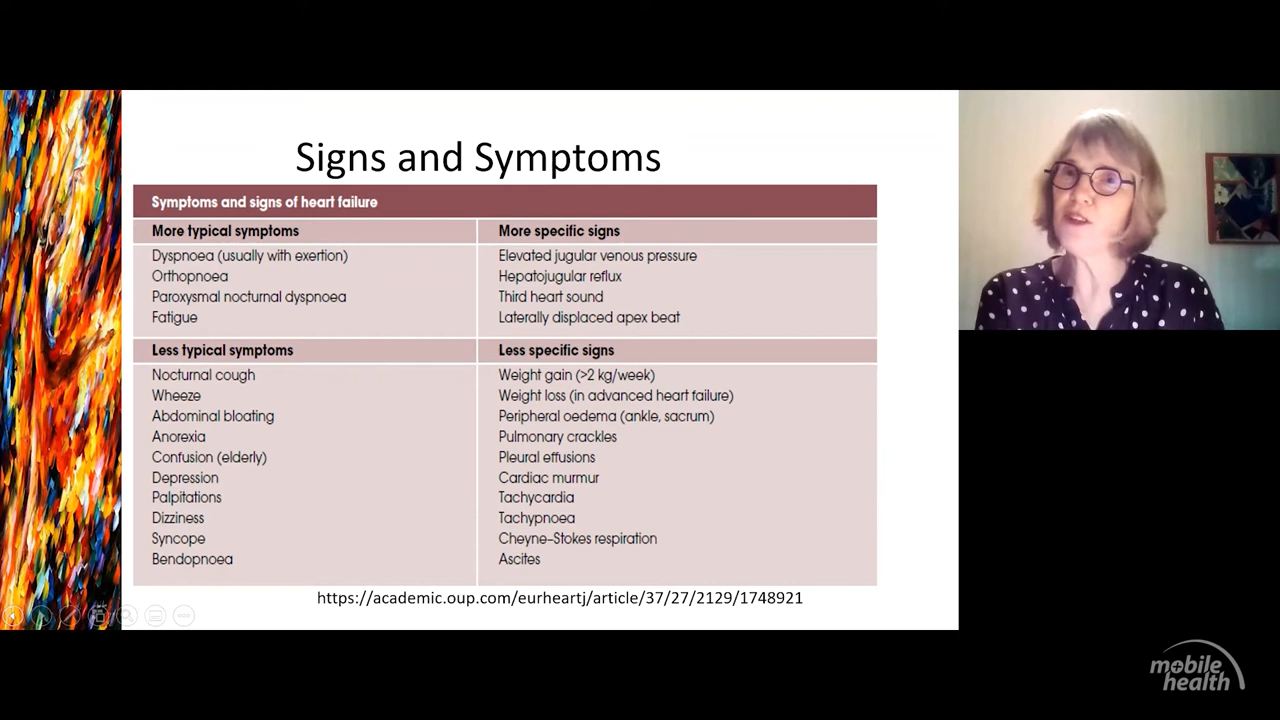 Signs and Symptoms
Symptoms and signs of heart failure
More typical symptoms
Dyspnoea (usually with exertion)
Orthopnoea
Paroxysmal nocturnal dyspnoea
Fatigue
More specific signs
Elevated jugular venous pressure
Hepatojugular reflux
Third heart sound
Laterally displaced apex beat
Less typical symptoms
Nocturnal cough
Wheeze
Abdominal bloating
Anorexia
Confusion (elderly)
Depression
Palpitations
Dizziness
Syncope
Bendopnoea
Less specific signs
Weight gain (>2 kg/week)
Weight loss (in advanced heart failure)
Peripheral oedema (ankle, sacrum)
Pulmonary crackles
Pleural effusions
Cardiac murmur
Tachycardia
Tachypnoea
Cheyne–Stokes respiration
Ascites
https://academic.oup.com/eurheartj/article/37/27/2129/1748921
mobile
health